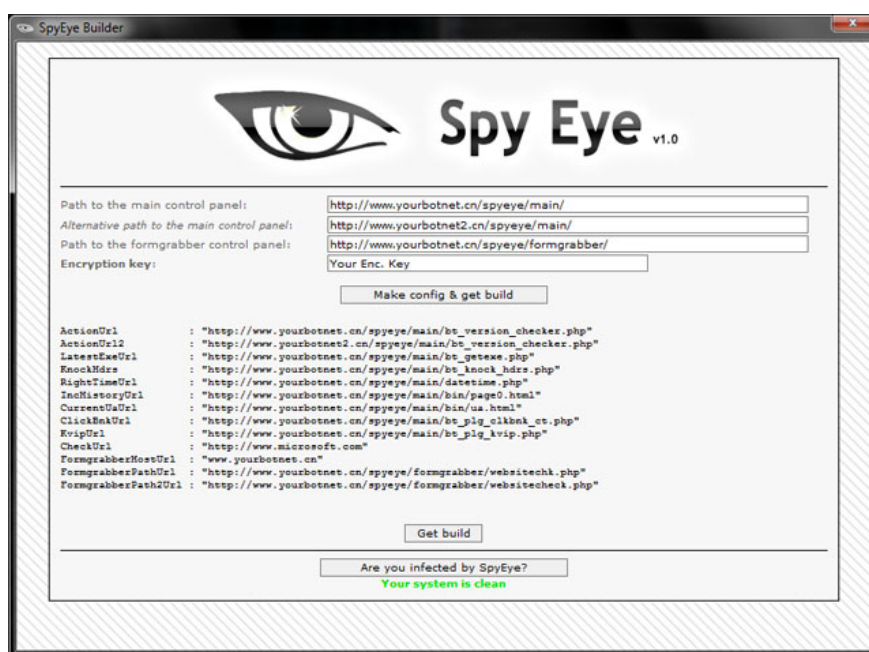 SpyEye Builder
Spy Eye v1.0
Path to the main control panel: http://www.yourbotnet.cn/spyeye/main/
Alternative path to the main control panel: http://www.yourbotnet2.cn/spyeye/main/
Path to the formgrabber control panel: http://www.yourbotnet.cn/spyeye/formgrabber/
Encryption key: Your Enc. Key
Make config & get build
ActionUrl : "http://www.yourbotnet.cn/spyeye/main/bt_version_checker.php"
ActionUrl2 : "http://www.yourbotnet2.cn/spyeye/main/bt_version_checker.php"
LatestExeUrl : "http://www.yourbotnet.cn/spyeye/main/bt_getexe.php"
KnockHdrs : "http://www.yourbotnet.cn/spyeye/main/bt_knock_hdrs.php"
RightTimeUrl : "http://www.yourbotnet.cn/spyeye/main/datetime.php"
IncHistoryUrl : "http://www.yourbotnet.cn/spyeye/main/bin/page0.html"
CurrentUaUrl : "http://www.yourbotnet.cn/spyeye/main/bin/ua.html"
ClickBnkUrl : "http://www.yourbotnet.cn/spyeye/main/bt_plg_clkbnk_ct.php"
KvipUrl : "http://www.yourbotnet.cn/spyeye/main/bt_plg_kvip.php"
CheckUrl : "http://www.microsoft.com"
FormgrabberHostUrl : "www.yourbotnet.cn"
FormgrabberPathUrl : "http://www.yourbotnet.cn/spyeye/formgrabber/websitechk.php"
FormgrabberPath2Url : "http://www.yourbotnet.cn/spyeye/formgrabber/websitecheck.php"
Get build
Are you infected by SpyEye?
Your system is clean